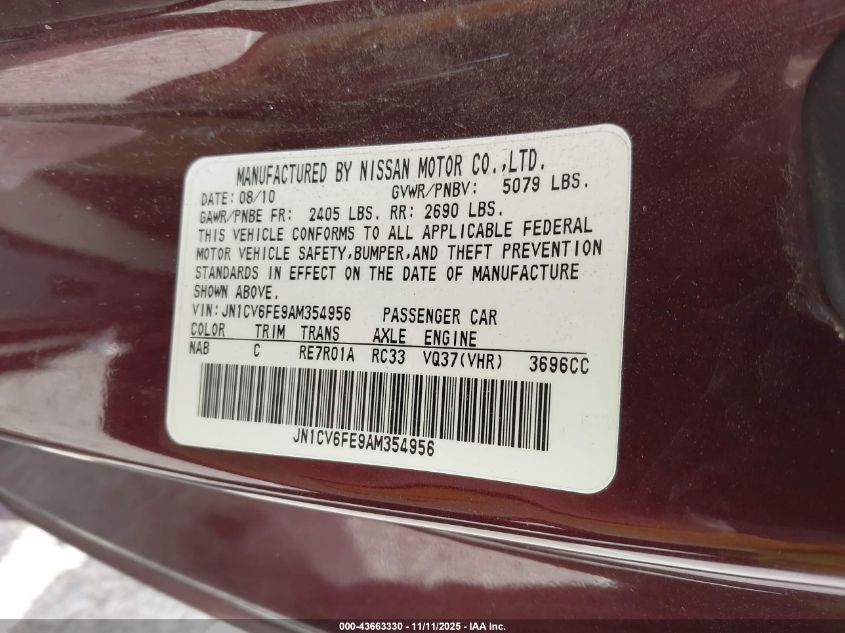 MANUFACTURED BY NISSAN MOTOR CO.,LTD.
DATE: 08/10 GVWR/PNBV: 5079 LBS.
GAWR/PNBE FR: 2405 LBS. RR: 2690 LBS.
THIS VEHICLE CONFORMS TO ALL APPLICABLE FEDERAL
MOTOR VEHICLE SAFETY,BUMPER,AND THEFT PREVENTION
STANDARDS IN EFFECT ON THE DATE OF MANUFACTURE
SHOWN ABOVE.
VIN:JN1CV6FE9AM354956 PASSENGER CAR
COLOR TRIM TRANS AXLE ENGINE
NAB C RE7R01A RC33 VQ37(VHR) 3696CC
JN1CV6FE9AM354956
000-43663330 - 11/11/2025 - IAA Inc.